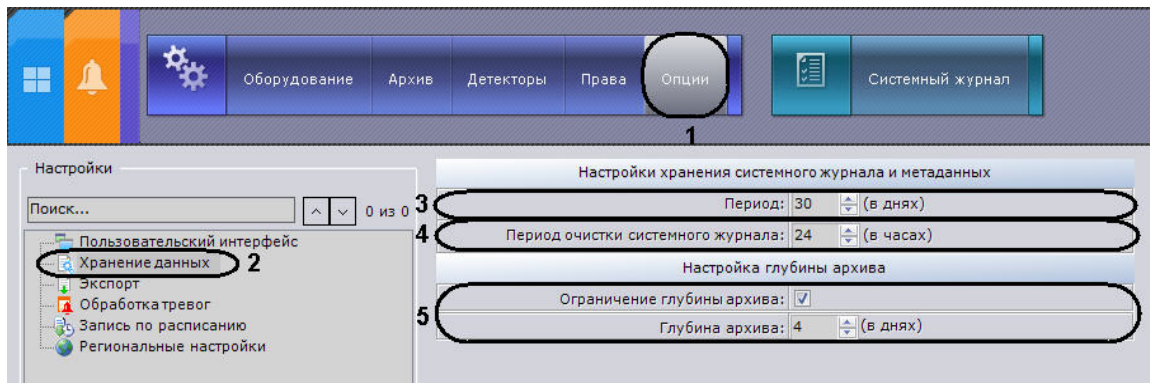 Оборудование Архив Детекторы Права Опции Системный журнал
1
Настройки
Поиск... 0 из 0
Пользовательский интерфейс
Хранение данных 2
Экспорт
Обработка тревог
Запись по расписанию
Региональные настройки
Настройки хранения системного журнала и метаданных
3 Период: 30 (в днях)
4 Период очистки системного журнала: 24 (в часах)
Настройка глубины архива
5 Ограничение глубины архива:
Глубина архива: 4 (в днях)